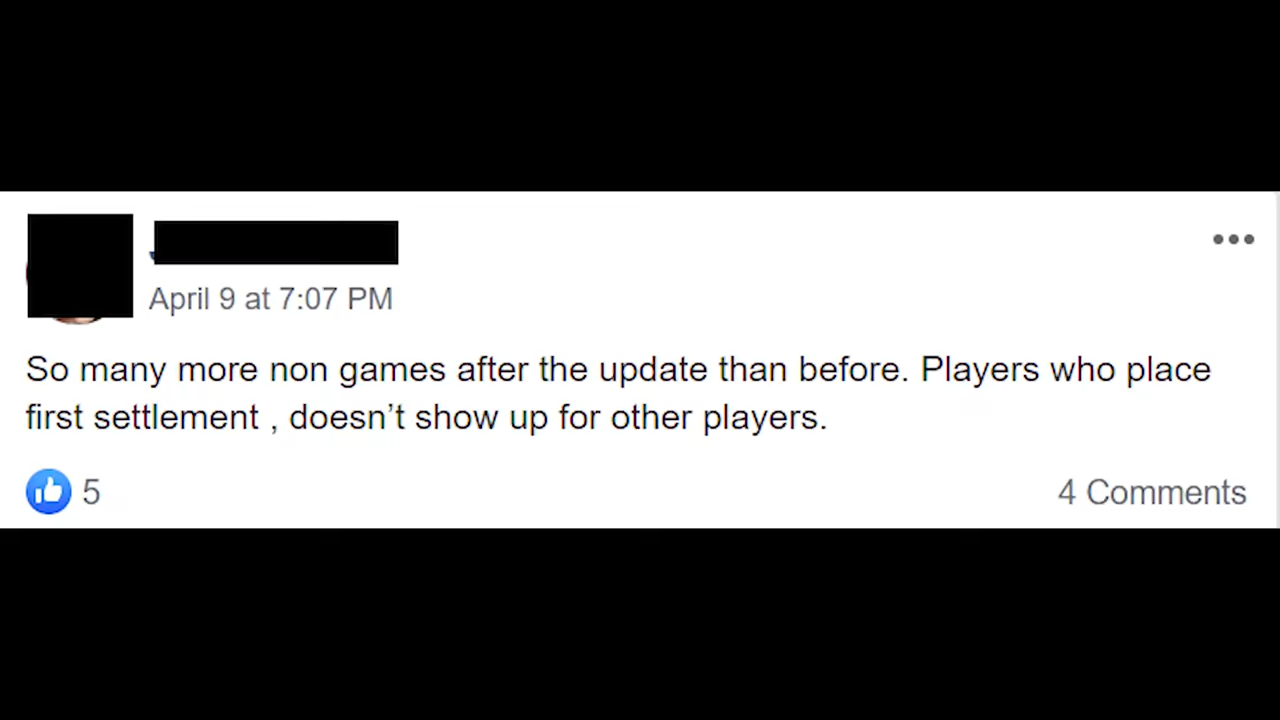 April 9 at 7:07 PM
So many more non games after the update than before. Players who place
first settlement , doesn’t show up for other players.
5
4 Comments